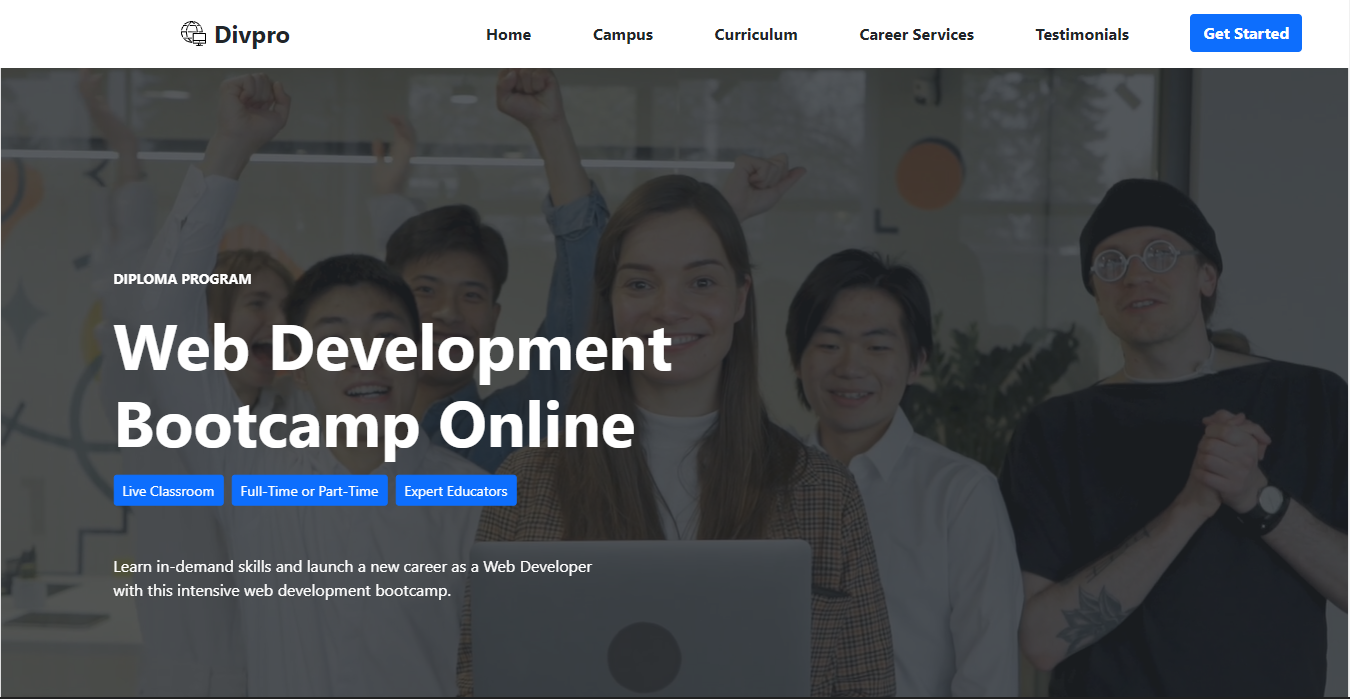 Divpro
Home
Campus
Curriculum
Career Services
Testimonials
Get Started
DIPLOMA PROGRAM
Web Development
Bootcamp Online
Live Classroom
Full-Time or Part-Time
Expert Educators
Learn in-demand skills and launch a new career as a Web Developer
with this intensive web development bootcamp.